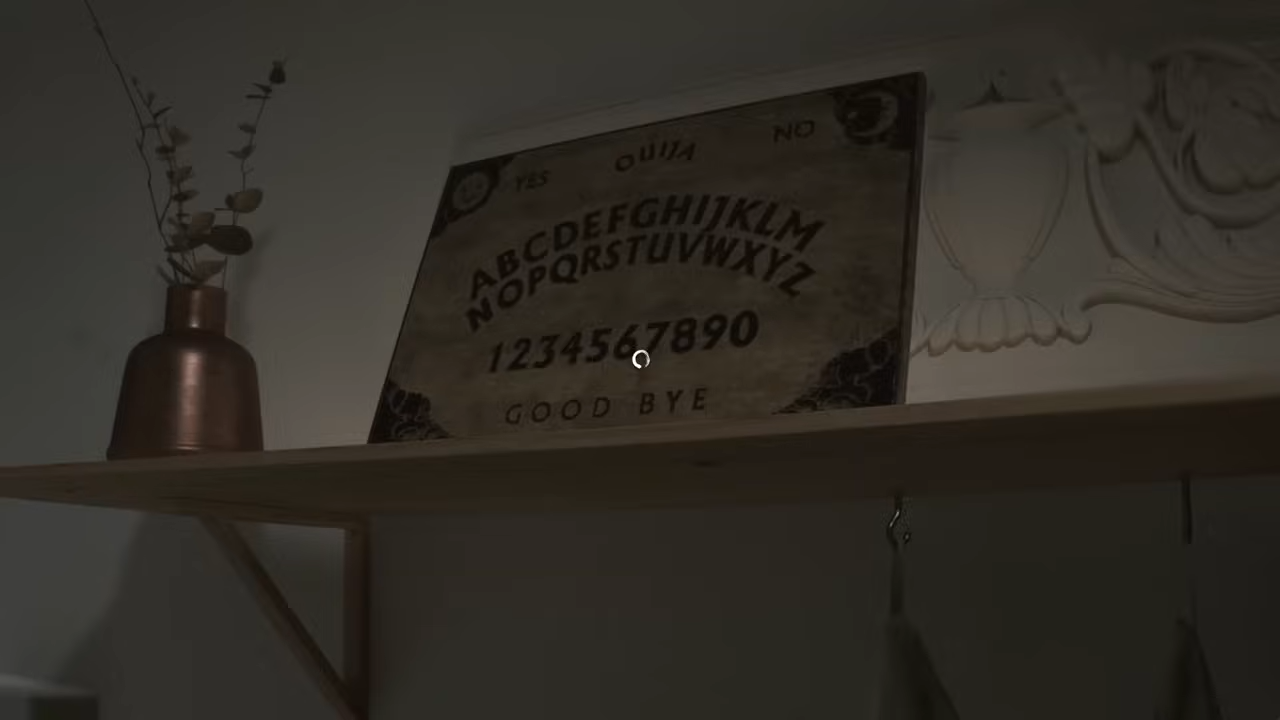 YES OUIJA NO
ABCDEFGHIJKLM
NOPQRSTUVWXYZ
1234567890
GOOD BYE